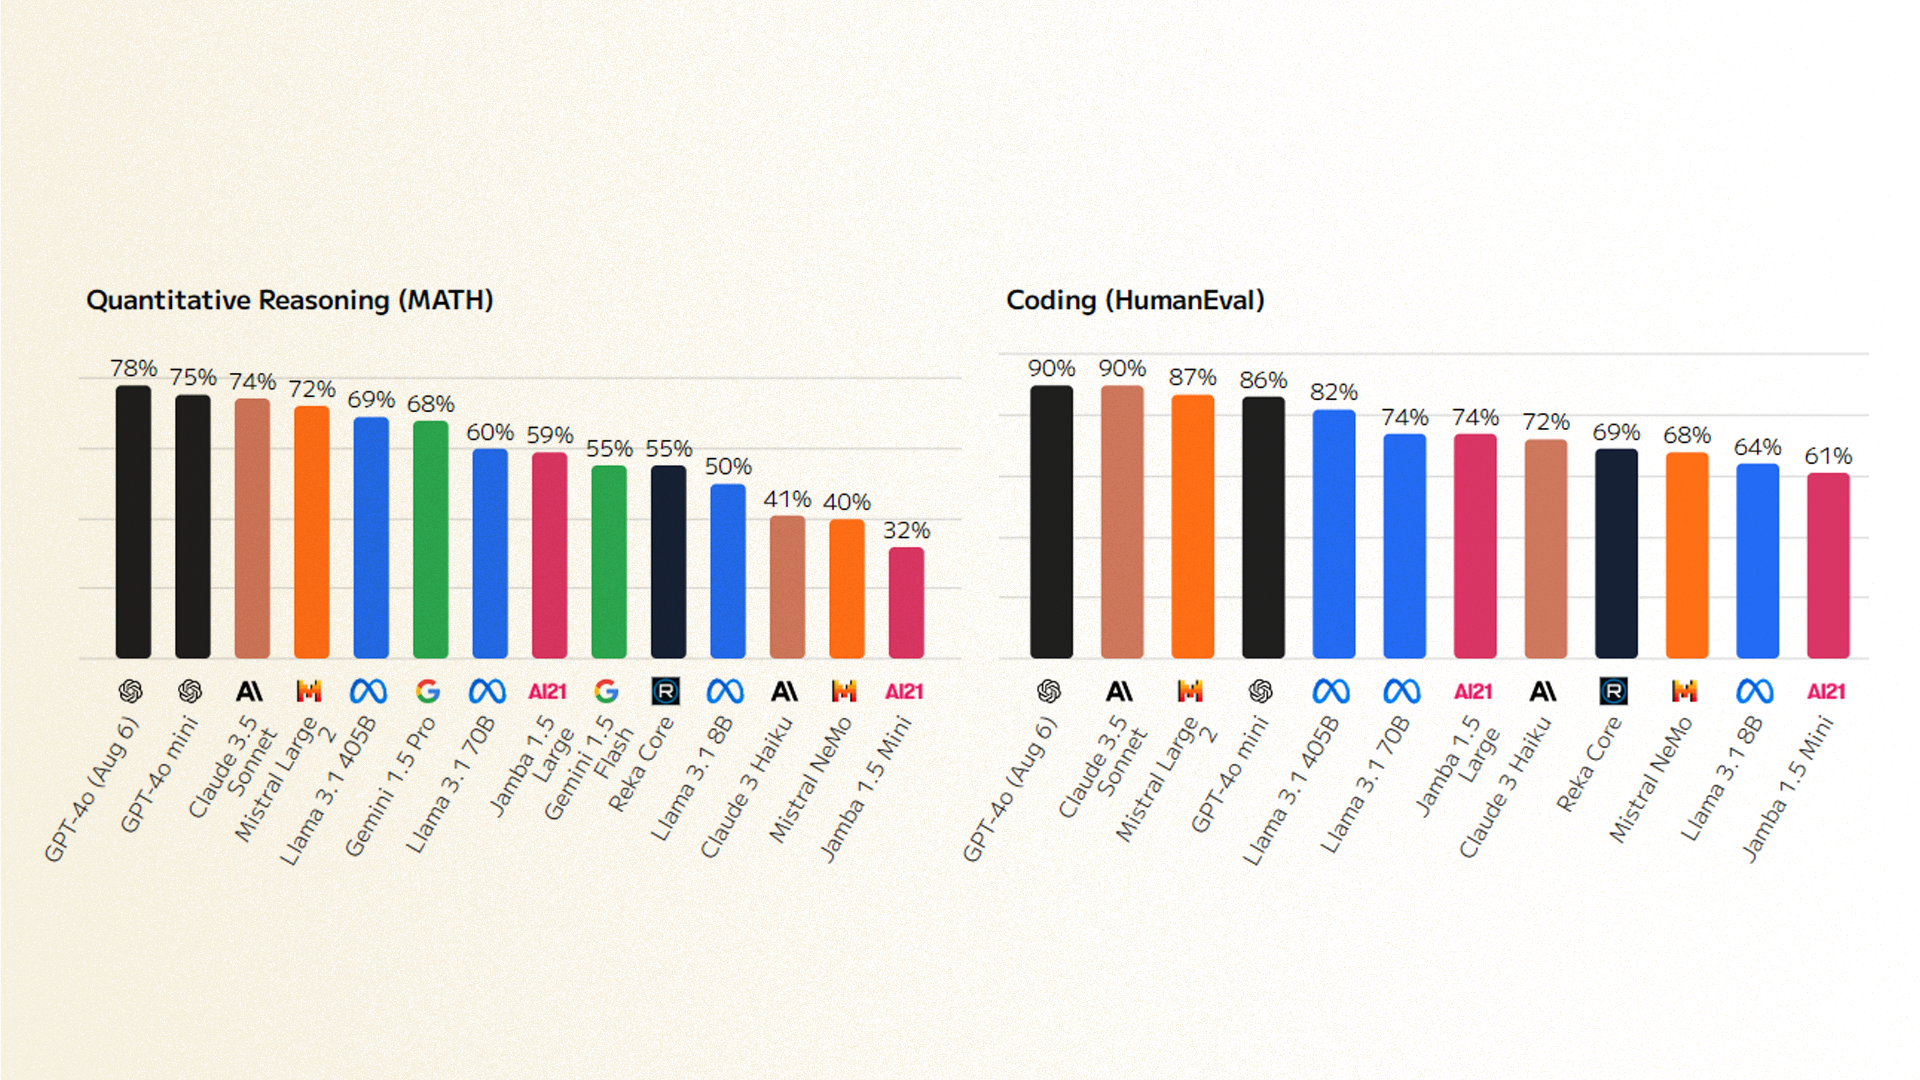 Quantitative Reasoning (MATH)
78%
75%
74%
72%
69%
68%
60%
59%
55%
55%
50%
41%
40%
32%
AI21
AI21
GPT-4o (Aug 6)
GPT-4o mini
Claude 3.5
Sonnet
Mistral Large
2
Llama 3.1 405B
Gemini 1.5 Pro
Llama 3.1 70B
Jamba 1.5
Large
Gemini 1.5
Flash
Reka Core
Llama 3.1 8B
Claude 3 Haiku
Mistral NeMo
Jamba 1.5 Mini
Coding (HumanEval)
90%
90%
87%
86%
82%
74%
74%
72%
69%
68%
64%
61%
AI21
R
AI21
GPT-4o (Aug 6)
Claude 3.5
Sonnet
Mistral Large
2
GPT-4o mini
Llama 3.1 405B
Llama 3.1 70B
Jamba 1.5
Large
Claude 3 Haiku
Reka Core
Mistral NeMo
Llama 3.1 8B
Jamba 1.5 Mini